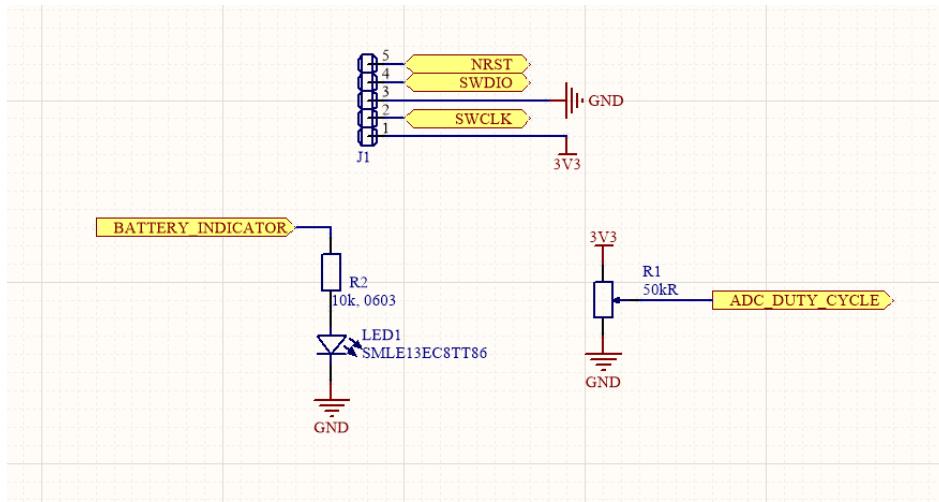 5
NRST
4
SWDIO
3
GND
2
SWCLK
1
J1
3V3
BATTERY_INDICATOR
R2
10k, 0603
LED1
SMLE13EC8TT86
GND
3V3
R1
50kR
ADC_DUTY_CYCLE
GND